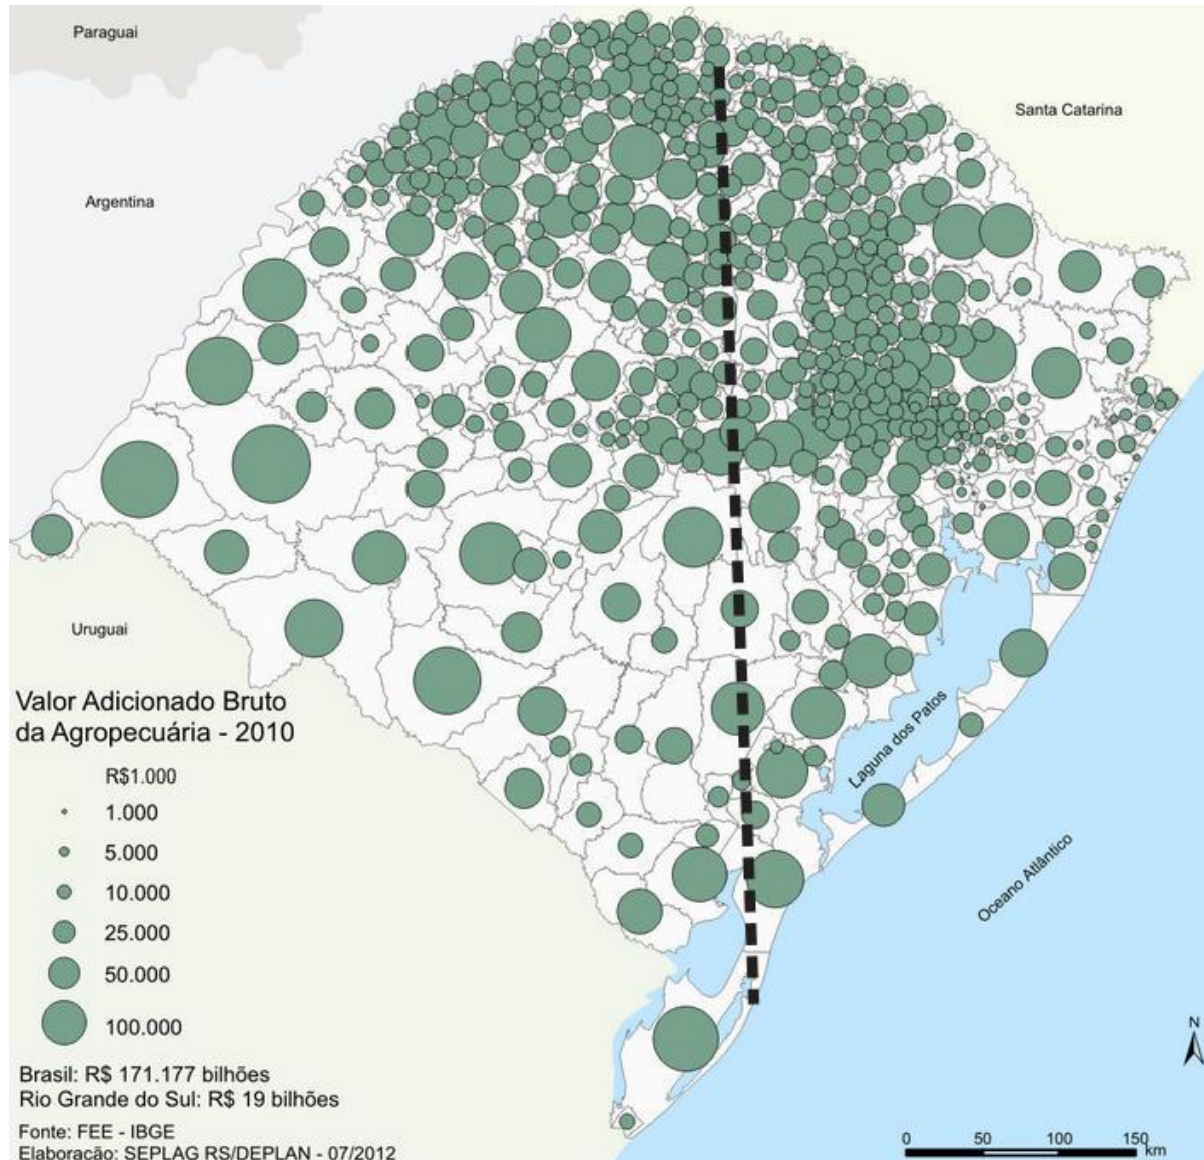 Paraguai
Santa Catarina
Argentina
Uruguai
Valor Adicionado Bruto
da Agropecuária - 2010
R$1.000
1.000
5.000
10.000
25.000
50.000
100.000
Laguna dos Patos
Oceano Atlântico
Brasil: R$ 171.177 bilhões
Rio Grande do Sul: R$ 19 bilhões
Fonte: FEE - IBGE
Elaboração: SEPLAG RS/DEPLAN - 07/2012
N
0 50 100 150
km